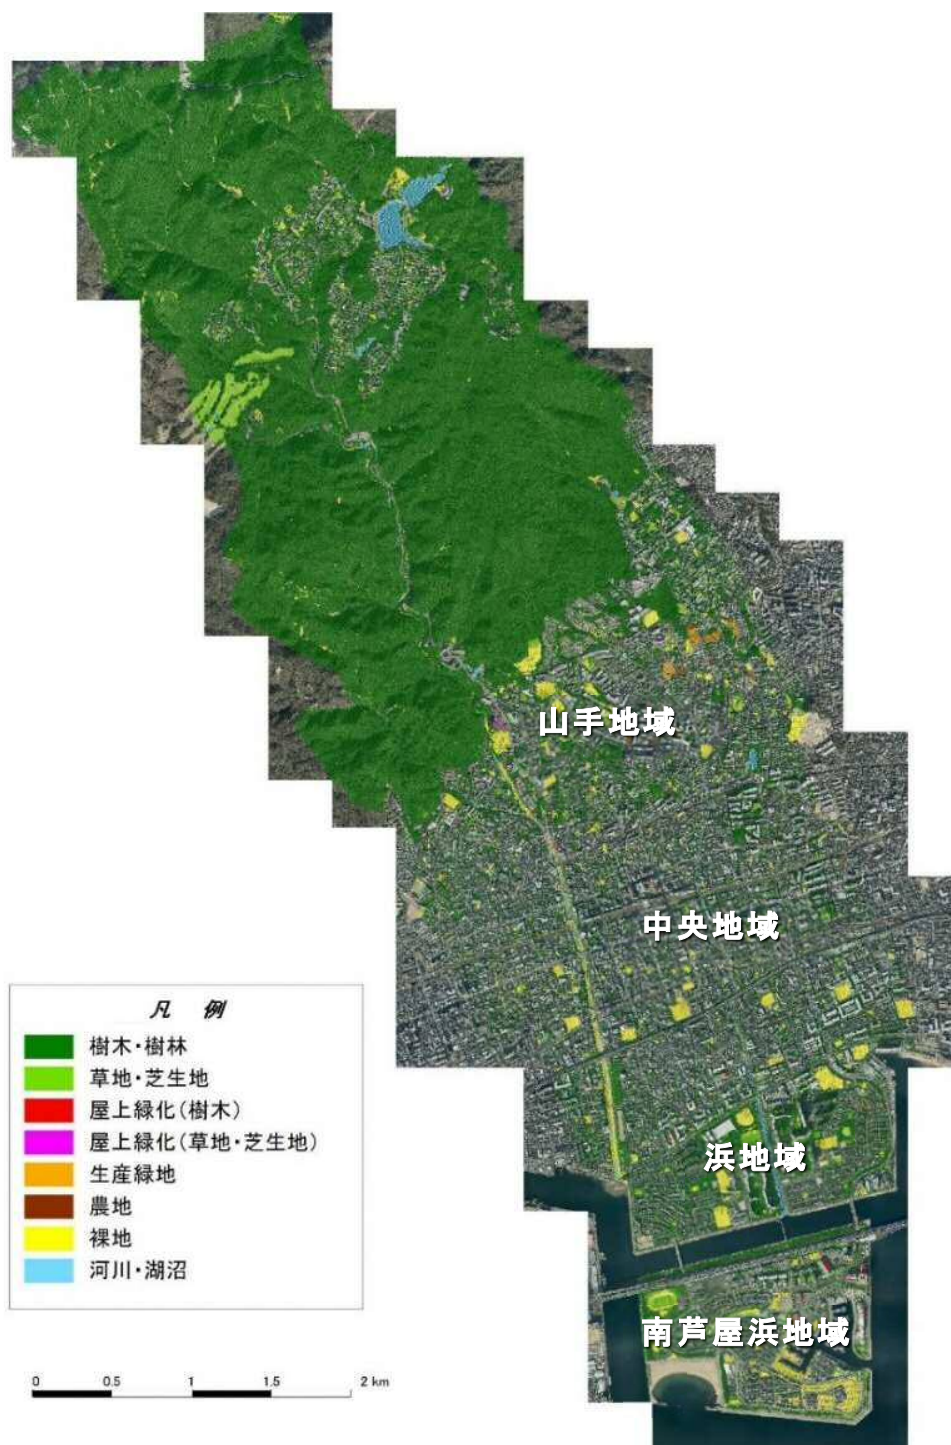 山手地域
中央地域
凡 例
樹木・樹林
草地・芝生地
屋上緑化(樹木)
屋上緑化(草地・芝生地)
生産緑地
農地
裸地
河川・湖沼
浜地域
南芦屋浜地域
0 0.5 1 1.5 2 km